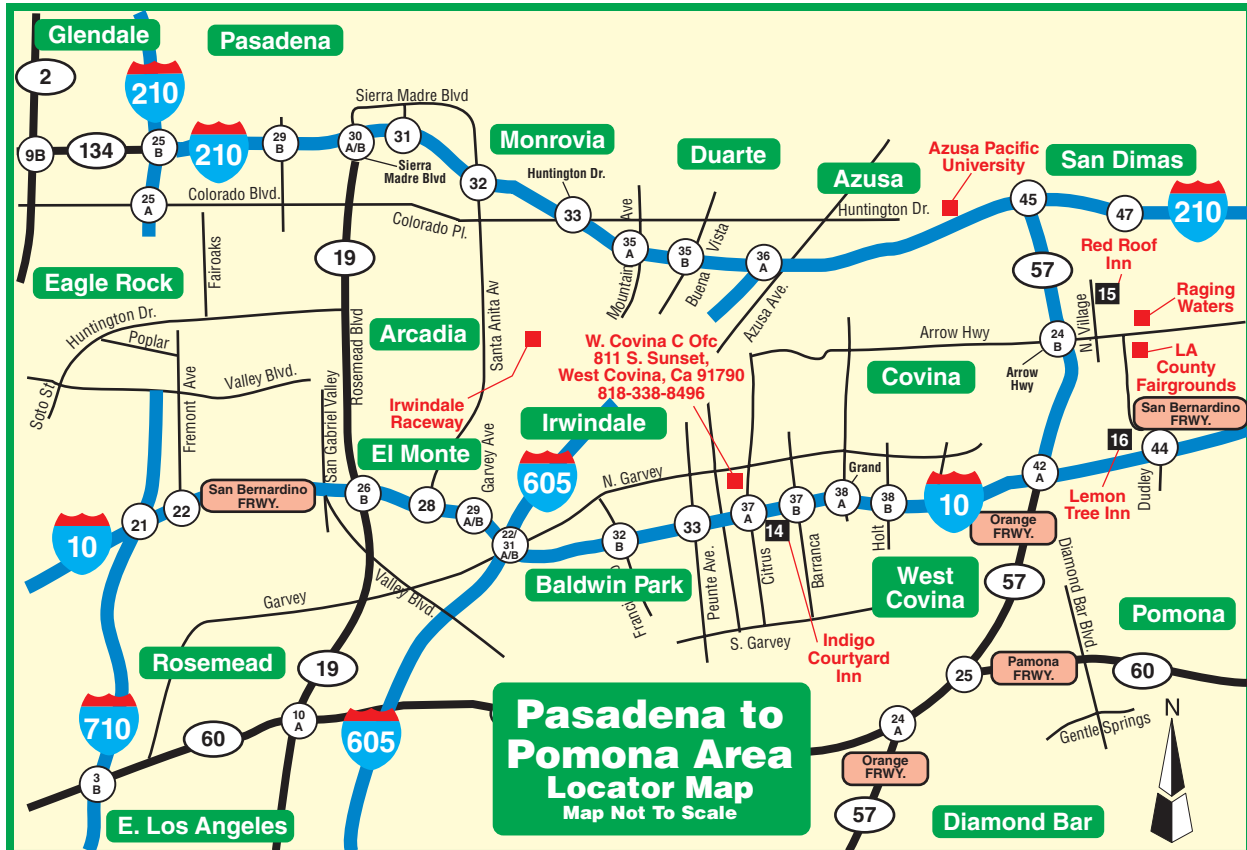 Glendale
Pasadena
2
210
Sierra Madre Blvd
9B
134
25
B
210
29
B
30
A/B
31
Monrovia
Duarte
Azusa Pacific
University
San Dimas
Sierra
Madre Blvd
32
Huntington Dr.
Azusa
25
A
Colorado Blvd.
Colorado Pl.
33
Mountain Ave
Buena Vista
Huntington Dr.
45
47
210
35
A
35
B
36
A
Azusa Ave.
Fairoaks
19
57
Red Roof
Inn
15
Eagle Rock
Raging
Waters
Huntington Dr.
Poplar
Rosemead Blvd
Arcadia
Santa Anita Av
W. Covina C Ofc
811 S. Sunset,
West Covina, Ca 91790
818-338-8496
Arrow Hwy
24
B
N. Village
Arrow
Hwy
LA
County
Fairgrounds
Soto St
Valley Blvd.
Fremont Ave
San Gabriel Valley
Irwindale
Raceway
Covina
Irwindale
San Bernardino
FRWY.
El Monte
Garvey Ave
605
N. Garvey
Grand
16
44
San Bernardino
FRWY.
26
B
28
29
A/B
37
A
37
B
38
A
38
B
10
42
A
Lemon
Tree Inn
Dudley
10
21
22
22/
31
A/B
32
B
33
14
Orange
FRWY.
Holt
Baldwin Park
Peunte Ave.
Citrus
Barranca
West
Covina
57
Diamond Bar Blvd.
Garvey
Valley Blvd.
S. Garvey
Pomona
Rosemead
19
Indigo
Courtyard
Inn
25
Pamona
FRWY.
60
710
60
10
A
605
Pasadena to
Pomona Area
Locator Map
Map Not To Scale
24
A
Gentle Springs
N
3
B
Orange
FRWY.
E. Los Angeles
57
Diamond Bar